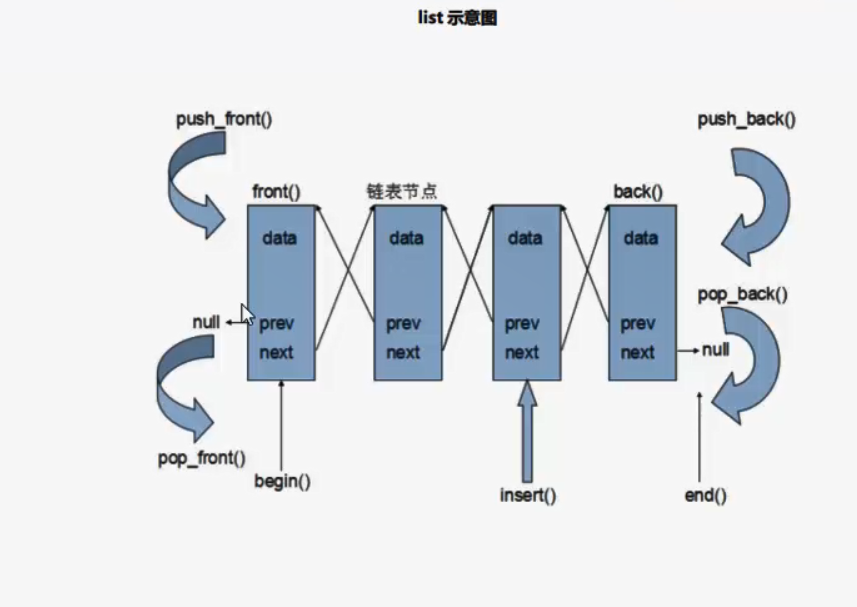 list 示意图
push_front()
push_back()
front()
链表节点
back()
data
data
data
data
pop_back()
null
prev
prev
prev
prev
next
next
next
next
null
pop_front()
begin()
insert()
end()